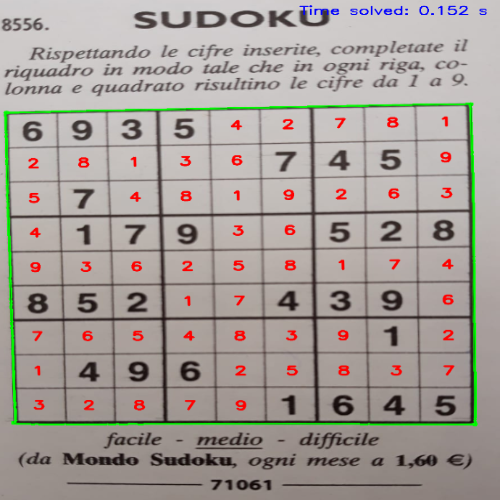 Time solved: 0.152 s
8556. SUDOKU
Rispettando le cifre inserite, completate il
riquadro in modo tale che in ogni riga, co-
lonna e quadrato risultino le cifre da 1 a 9.
6 9 3 5 4 2 7 8 1
2 8 1 3 6 7 4 5 9
5 7 4 8 1 9 2 6 3
4 1 7 9 3 6 5 2 8
9 3 6 2 5 8 1 7 4
8 5 2 1 7 4 3 9 6
7 6 5 4 8 3 9 1 2
1 4 9 6 2 5 8 3 7
3 2 8 7 9 1 6 4 5
facile - medio - difficile
(da Mondo Sudoku, ogni mese a 1,60 €)
71061